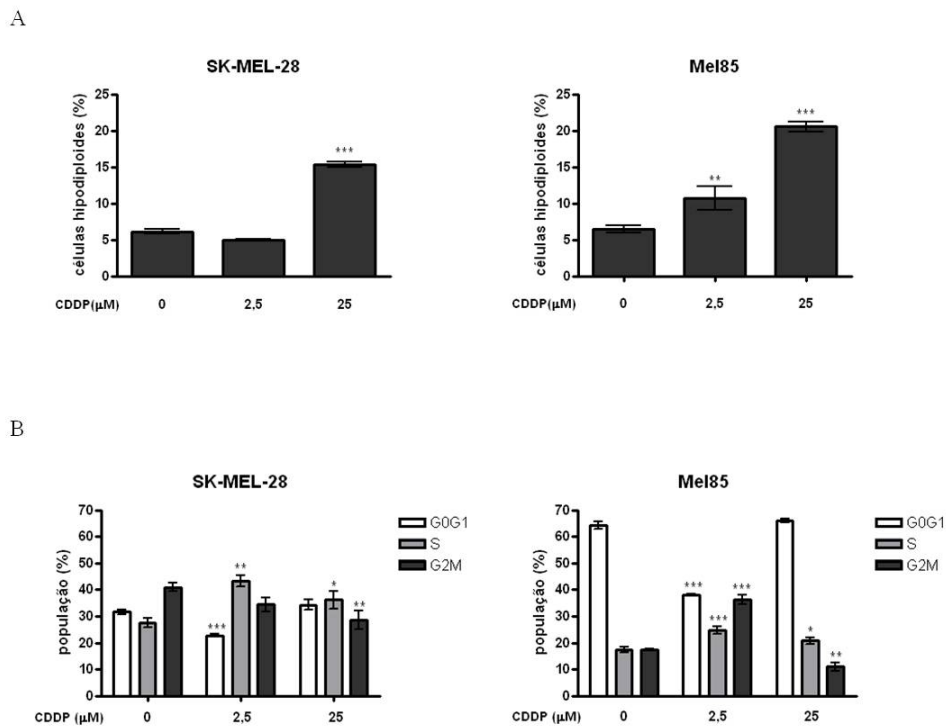 A
SK-MEL-28
células hipodiploides (%)
25
20
15
10
5
0
***
CDDP(µM) 0 2,5 25
Mel85
células hipodiploides (%)
25
20
15
10
5
0
**
***
CDDP(µM) 0 2,5 25
B
SK-MEL-28
população (%)
70
60
50
40
30
20
10
0
***
**
*
**
G0G1
S
G2M
CDDP (µM) 0 2,5 25
Mel85
população (%)
70
60
50
40
30
20
10
0
***
***
***
*
**
G0G1
S
G2M
CDDP (µM) 0 2,5 25